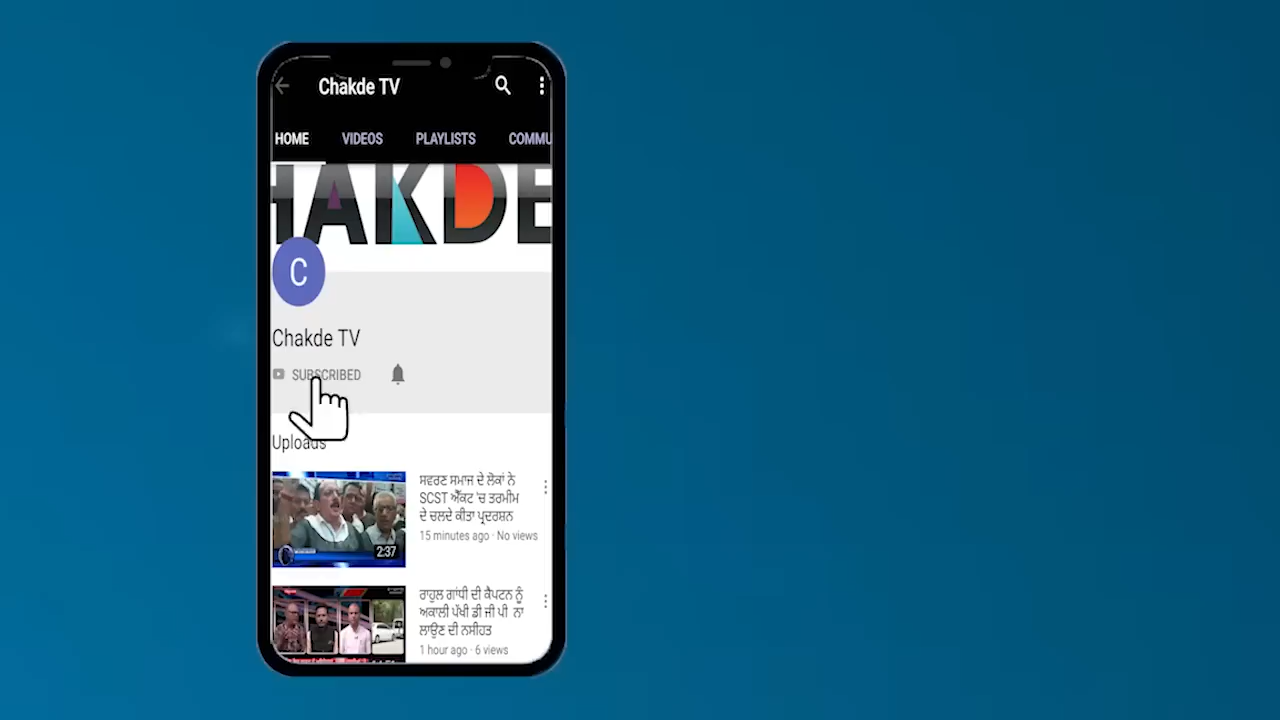 Chakde TV
HOME VIDEOS PLAYLISTS COMMU
HAKDE
C
Chakde TV
SUBSCRIBED
Uploads
ਸਵਰਣ ਸਮਾਜ ਦੇ ਲੋਕਾਂ ਨੇ
SCST ਐਕਟ 'ਚ ਤਰਮੀਮ
ਦੇ ਚਲਦੇ ਕੀਤਾ ਪ੍ਰਦਰਸ਼ਨ
15 minutes ago · No views
2:37
ਰਾਹੁਲ ਗਾਂਧੀ ਦੀ ਕੈਪਟਨ ਨੂੰ
ਅਕਾਲੀ ਪੱਖੀ ਡੀ ਜੀ ਪੀ ਨਾ
ਲਾਉਣ ਦੀ ਨਸੀਹਤ
1 hour ago · 6 views